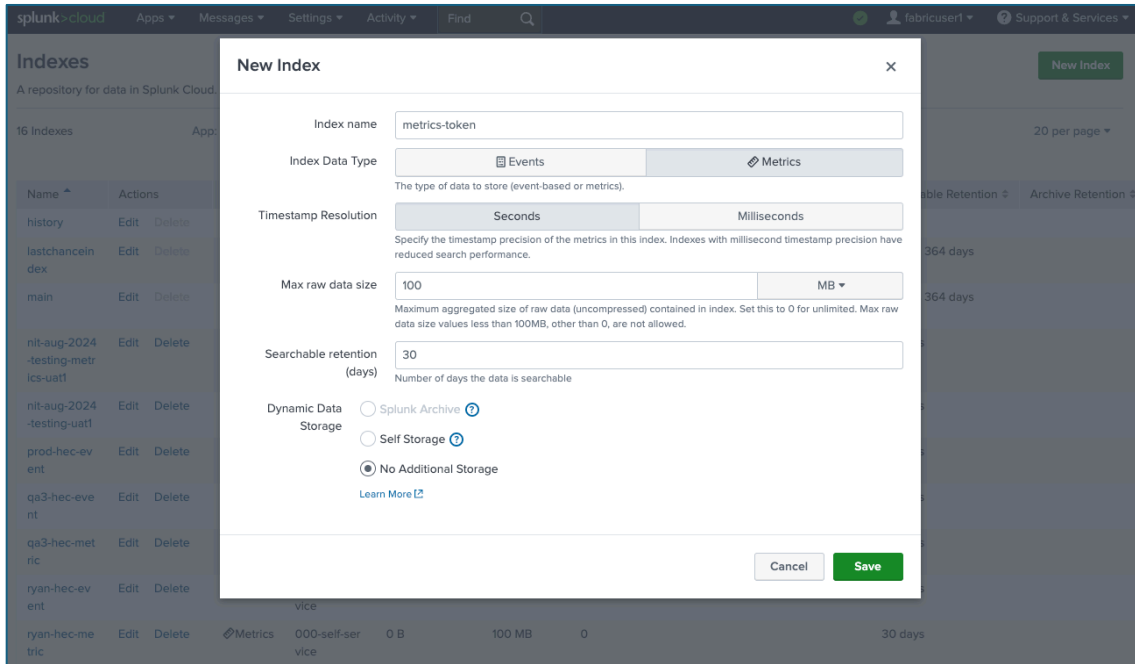 splunk>cloud Apps Messages Settings Activity Find fabricuser1 Support & Services
Indexes
New Index
A repository for data in Splunk Cloud.
16 Indexes App: 20 per page
Name Actions able Retention Archive Retention
history Edit Delete
lastchancein Edit Delete 364 days
dex
main Edit Delete 364 days
nit-aug-2024 Edit Delete
-testing-metr
ics-uat1
nit-aug-2024 Edit Delete
-testing-uat1
prod-hec-ev Edit Delete
ent
qa3-hec-eve Edit Delete
nt
qa3-hec-met Edit Delete
ric
ryan-hec-ev Edit Delete
ent vice
ryan-hec-me Edit Delete Metrics 000-self-ser 0 B 100 MB 0 30 days
tric vice
New Index
Index name metrics-token
Index Data Type Events Metrics
The type of data to store (event-based or metrics).
Timestamp Resolution Seconds Milliseconds
Specify the timestamp precision of the metrics in this index. Indexes with millisecond timestamp precision have
reduced search performance.
Max raw data size 100 MB
Maximum aggregated size of raw data (uncompressed) contained in index. Set this to 0 for unlimited. Max raw
data size values less than 100MB, other than 0, are not allowed.
Searchable retention 30
(days)
Number of days the data is searchable
Dynamic Data Splunk Archive ?
Storage
Self Storage ?
No Additional Storage
Learn More
Cancel Save